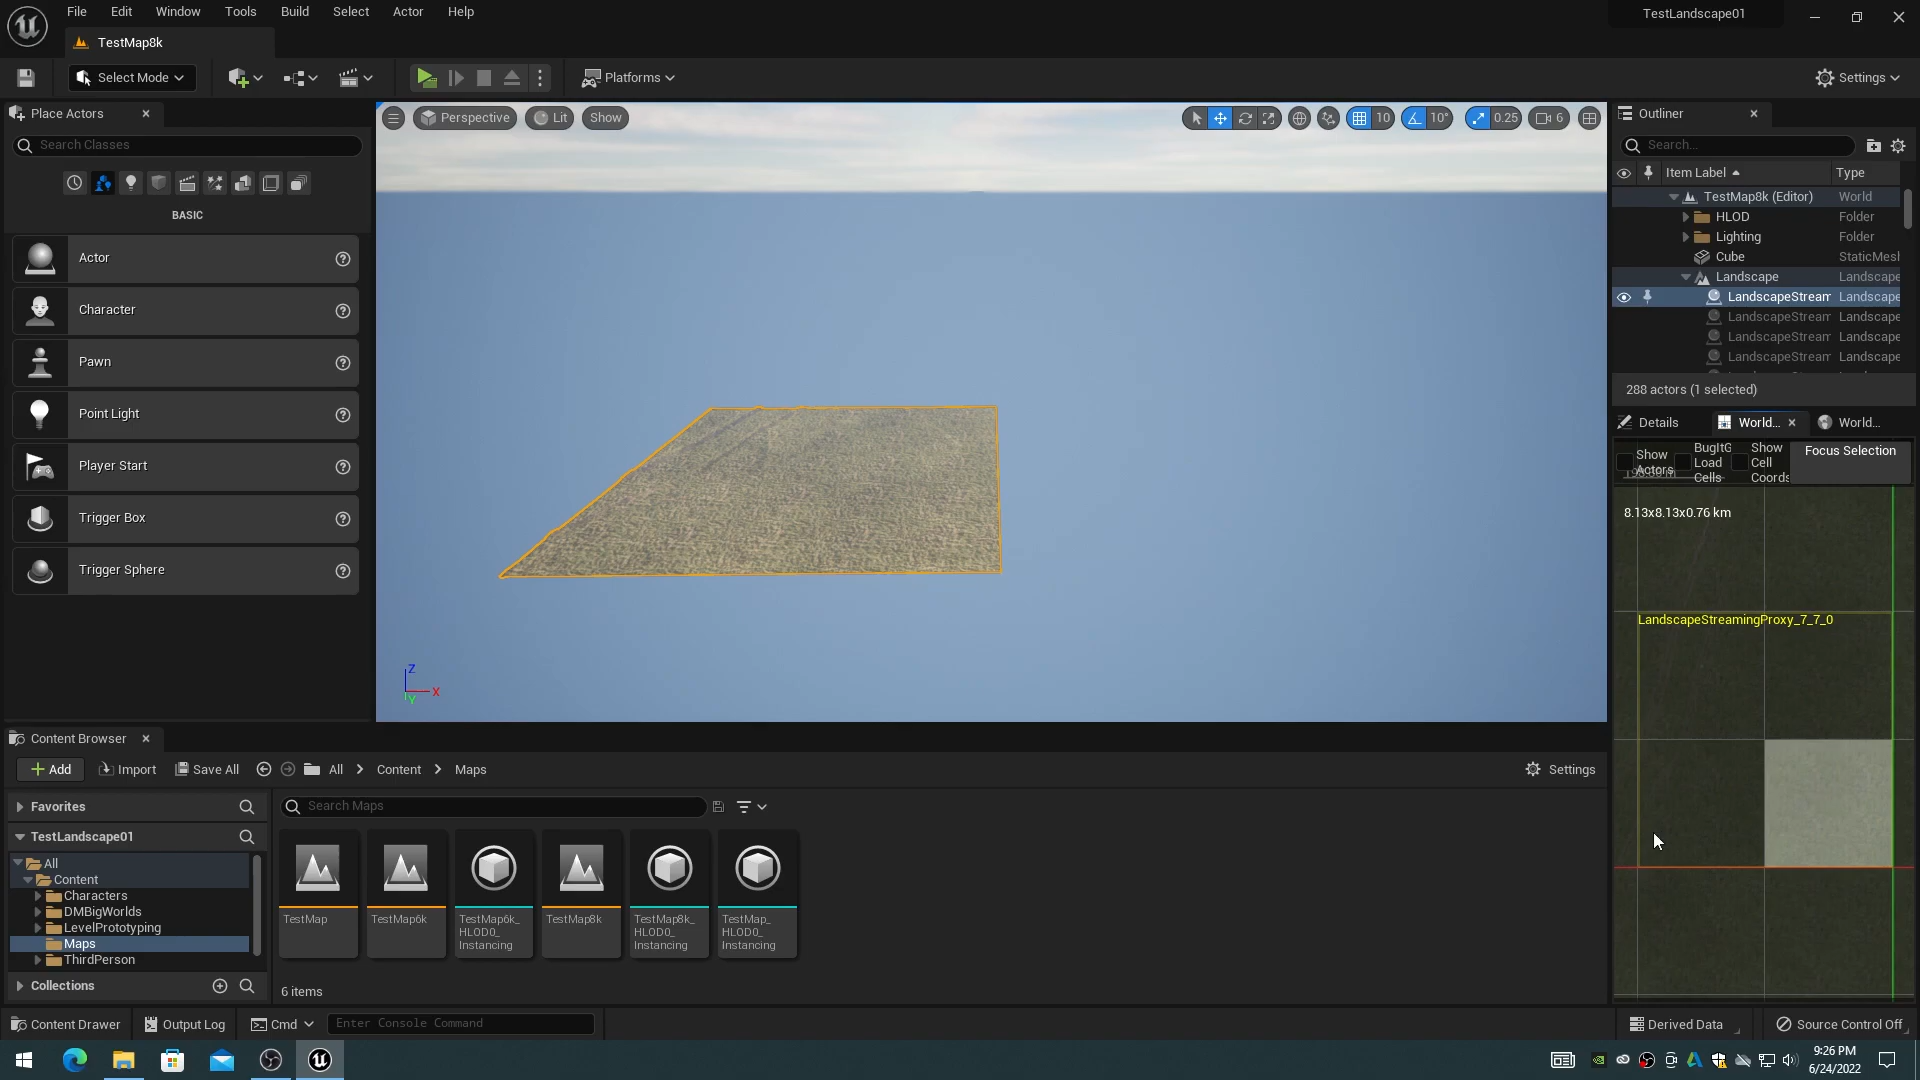 File Edit Window Tools Build Select Actor Help
TestLandscape01
TestMap8k
Select Mode
Platforms
Settings
Place Actors
Search Classes
BASIC
Actor
Character
Pawn
Point Light
Player Start
Trigger Box
Trigger Sphere
Perspective
Lit
Show
10
10°
0.25
6
Z
X
Y
Outliner
Search...
Item Label
Type
TestMap8k (Editor) World
HLOD Folder
Lighting Folder
Cube StaticMesh
Landscape Landscape
LandscapeStream Landscape
LandscapeStream Landscape
LandscapeStream Landscape
LandscapeStream Landscape
288 actors (1 selected)
Details
World...
World...
Show Actors
BugItG Load Cells
Show Cell Coords
Focus Selection
8.13x8.13x0.76 km
LandscapeStreamingProxy_7_7_0
Content Browser
Add
Import
Save All
All
Content
Maps
Settings
Favorites
TestLandscape01
All
Content
Characters
DMBigWorlds
LevelPrototyping
Maps
ThirdPerson
Collections
Search Maps
TestMap
TestMap6k
TestMap6k_
HLOD0_
Instancing
TestMap8k
TestMap8k_
HLOD0_
Instancing
TestMap_
HLOD0_
Instancing
6 items
Content Drawer
Output Log
Cmd
Enter Console Command
Derived Data
Source Control Off
9:26 PM
6/24/2022